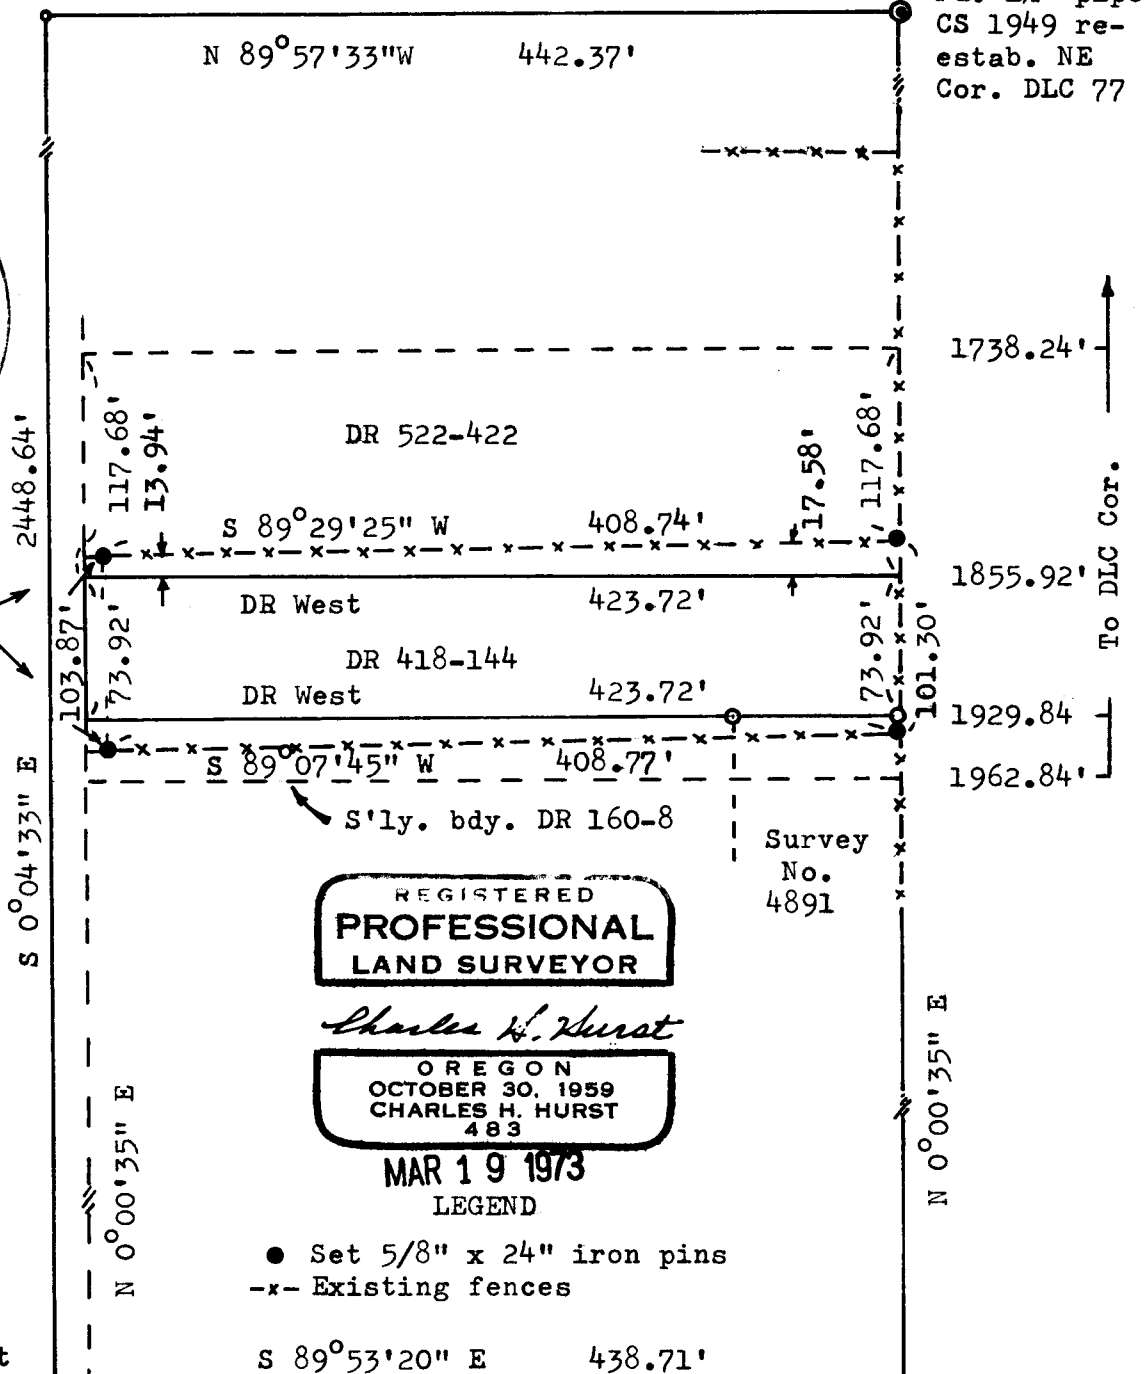 CS 1949 re-
estab. NE
Cor. DLC 77
N 89°57'33"W 442.37'
1738.24'
2448.64'
117.68'
13.94'
DR 522-422
17.58'
117.68'
To DLC Cor.
S 89°29'25" W 408.74'
1855.92'
DR West 423.72'
103.87'
73.92'
DR 418-144
73.92'
101.30'
DR West 423.72'
1929.84
S 89°07'45" W 408.77'
1962.84'
S'ly. bdy. DR 160-8
Survey
No.
4891
S 0°04'33" E
REGISTERED
PROFESSIONAL
LAND SURVEYOR
Charles H. Hurst
OREGON
OCTOBER 30, 1959
CHARLES H. HURST
483
MAR 19 1973
N 0°00'35" E
N 0°00'35" E
LEGEND
● Set 5/8" x 24" iron pins
-x- Existing fences
S 89°53'20" E 438.71'